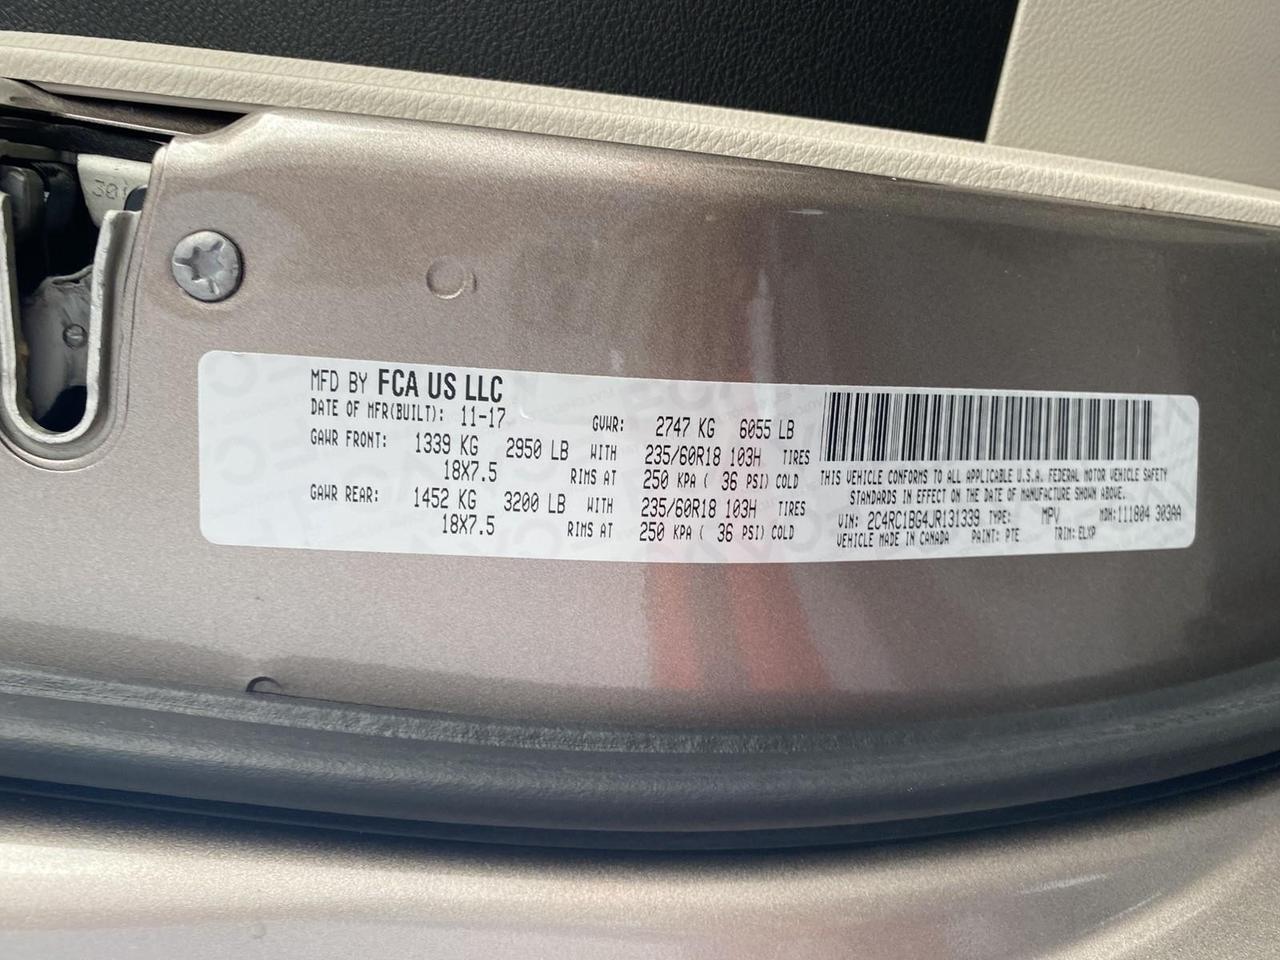 301
MFD BY FCA US LLC
DATE OF MFR(BUILT): 11-17 GVWR: 2747 KG 6055 LB
GAWR FRONT: 1339 KG 2950 LB WITH 235/60R18 103H TIRES
18X7.5 RIMS AT 250 KPA ( 36 PSI) COLD
GAWR REAR: 1452 KG 3200 LB WITH 235/60R18 103H TIRES
18X7.5 RIMS AT 250 KPA ( 36 PSI) COLD
THIS VEHICLE CONFORMS TO ALL APPLICABLE U.S.A. FEDERAL MOTOR VEHICLE SAFETY
STANDARDS IN EFFECT ON THE DATE OF MANUFACTURE SHOWN ABOVE.
VIN: 2C4RC1BG4JR131339 TYPE: MPV MDH:111804 303AA
VEHICLE MADE IN CANADA PAINT: PTE TRIM: ELXP